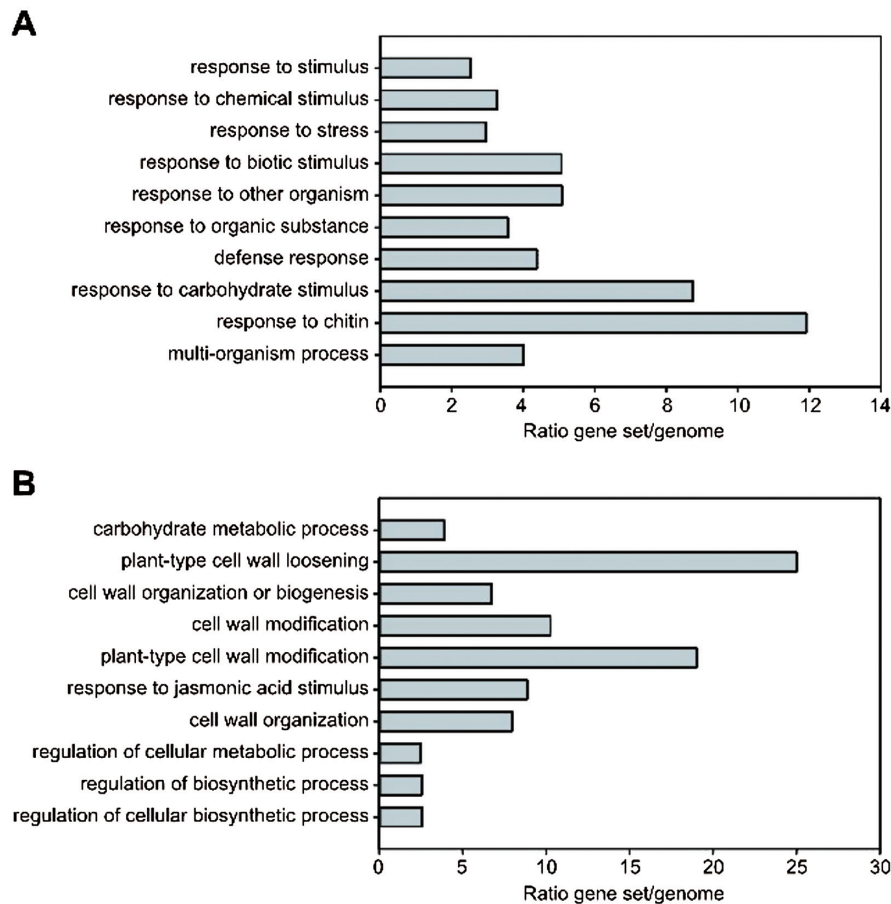 A
response to stimulus
response to chemical stimulus
response to stress
response to biotic stimulus
response to other organism
response to organic substance
defense response
response to carbohydrate stimulus
response to chitin
multi-organism process
0 2 4 6 8 10 12 14
Ratio gene set/genome
B
carbohydrate metabolic process
plant-type cell wall loosening
cell wall organization or biogenesis
cell wall modification
plant-type cell wall modification
response to jasmonic acid stimulus
cell wall organization
regulation of cellular metabolic process
regulation of biosynthetic process
regulation of cellular biosynthetic process
0 5 10 15 20 25 30
Ratio gene set/genome